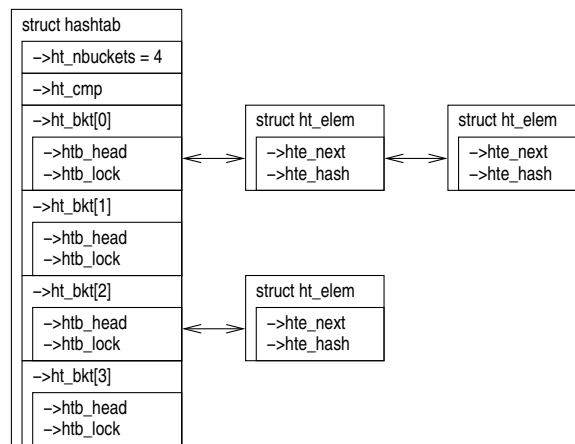 struct hashtab
−>ht_nbuckets = 4
−>ht_cmp
−>ht_bkt[0]
−>htb_head
−>htb_lock
struct ht_elem
−>hte_next
−>hte_hash
struct ht_elem
−>hte_next
−>hte_hash
−>ht_bkt[1]
−>htb_head
−>htb_lock
−>ht_bkt[2]
−>htb_head
−>htb_lock
struct ht_elem
−>hte_next
−>hte_hash
−>ht_bkt[3]
−>htb_head
−>htb_lock